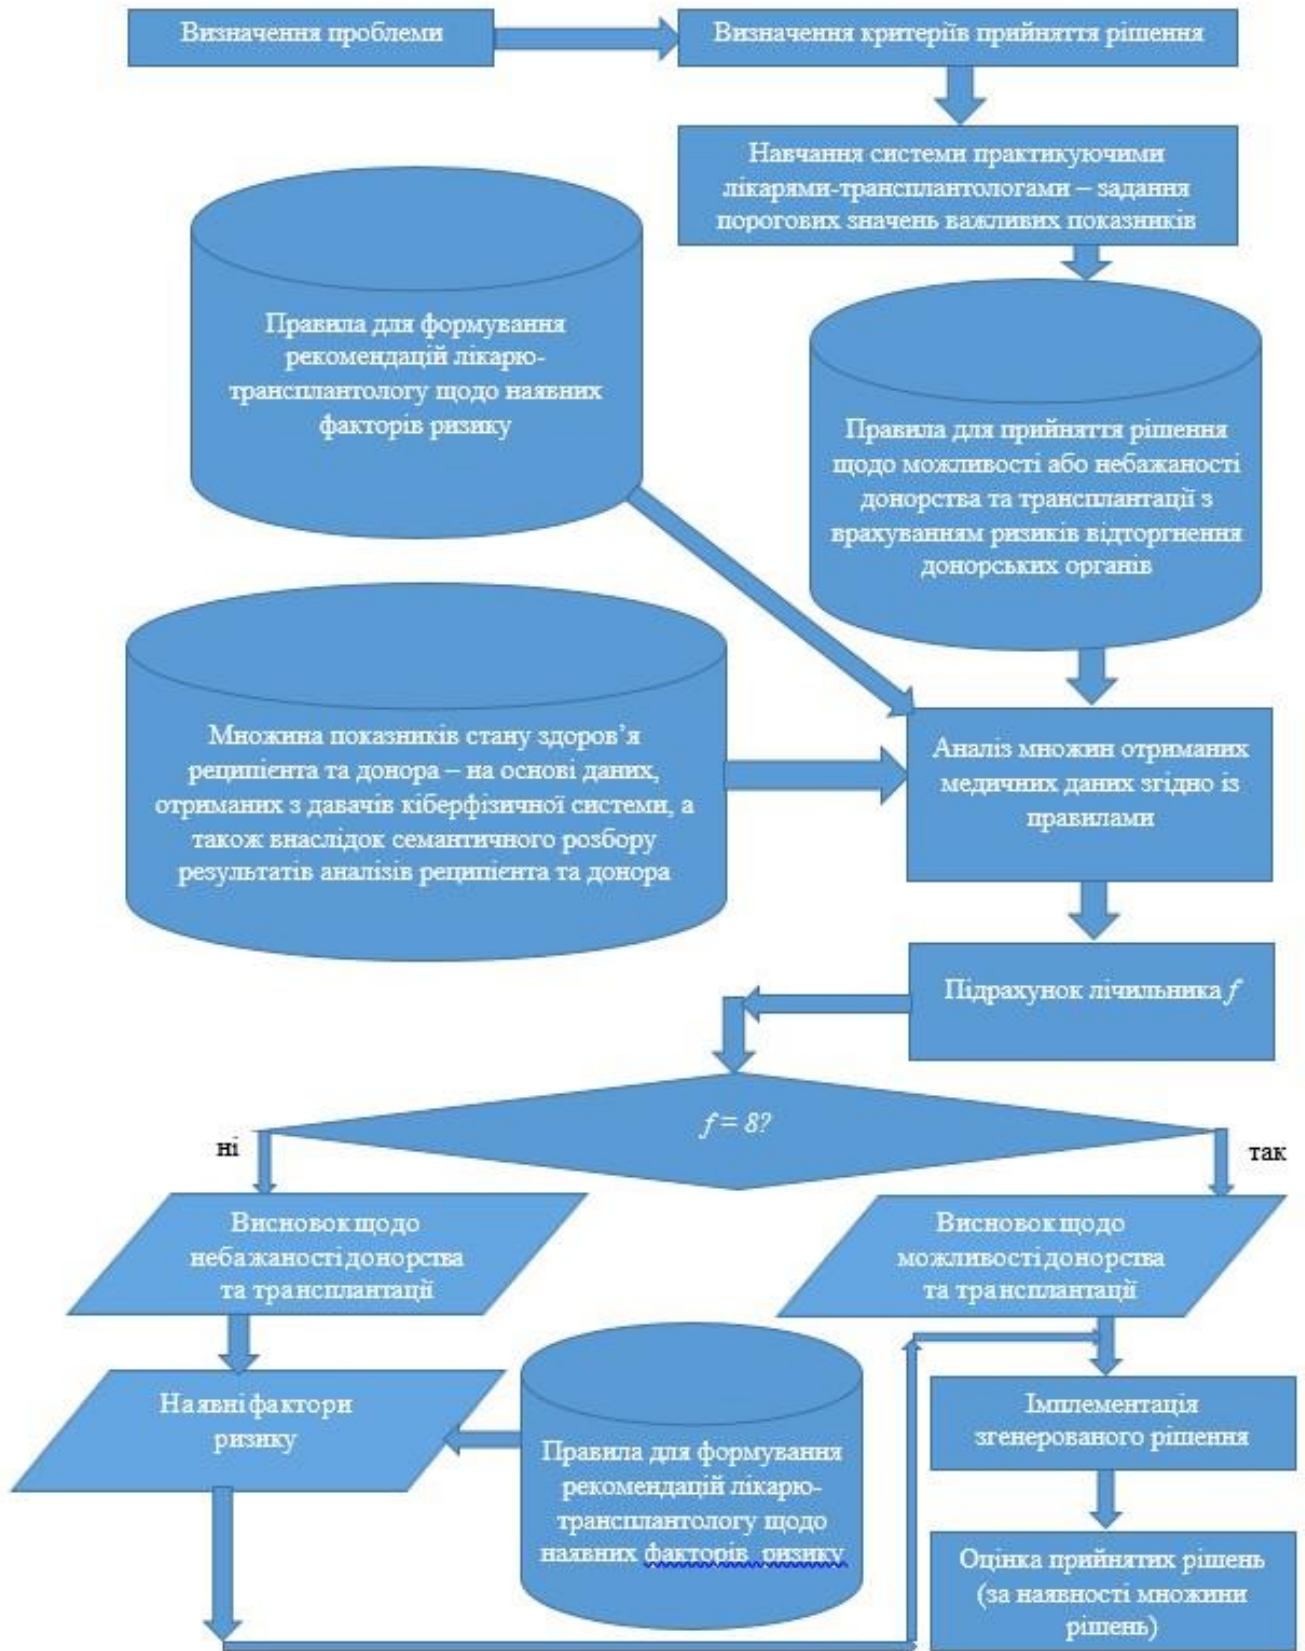 Визначення проблеми
Визначення критеріїв прийняття рішення
Навчання системи практикуючими
лікарями-трансплантологами – задання
порогових значень важливих показників
Правила для формування
рекомендацій лікарю-
трансплантологу щодо наявних
факторів ризику
Правила для прийняття рішення
щодо можливості або небажаності
донорства та трансплантації з
врахуванням ризиків відторгнення
донорських органів
Множина показників стану здоров’я
реципієнта та донора – на основі даних,
отриманих з давачів кіберфізичної системи, а
також внаслідок семантичного розбору
результатів аналізів реципієнта та донора
Аналіз множин отриманих
медичних даних згідно із
правилами
Підрахунок лічильника f
f = 8?
ні
так
Висновок щодо
небажаності донорства
та трансплантації
Висновок щодо
можливості донорства
та трансплантації
Наявні фактори
ризику
Правила для формування
рекомендацій лікарю-
трансплантологу щодо
наявних факторів ризику
Імплементація
згенерованого рішення
Оцінка прийнятих рішень
(за наявності множини
рішень)